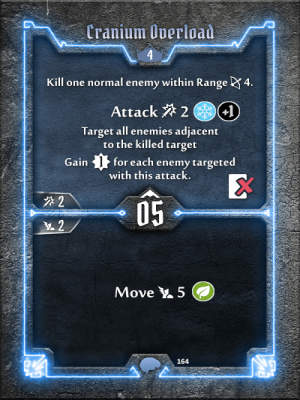 Cranium Overload
4
Kill one normal enemy within Range 4.
Attack 2 +1
Target all enemies adjacent
to the killed target
Gain 1 for each enemy targeted
with this attack.
2
05
2
Move 5
164